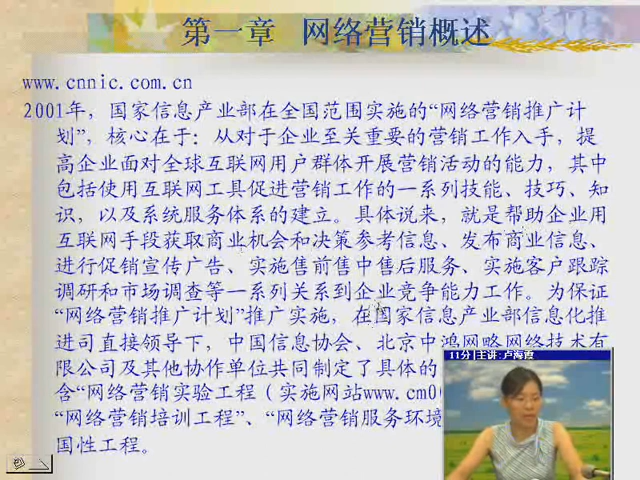 第一章 网络营销概述
www.cnnic.com.cn
2001年，国家信息产业部在全国范围实施的“网络营销推广计
划”，核心在于：从对于企业至关重要的营销工作入手，提
高企业面对全球互联网用户群体开展营销活动的能力，其中
包括使用互联网工具促进营销工作的一系列技能、技巧、知
识，以及系统服务体系的建立。具体说来，就是帮助企业用
互联网手段获取商业机会和决策参考信息、发布商业信息、
进行促销宣传广告、实施售前售中售后服务、实施客户跟踪
调研和市场调查等一系列关系到企业竞争能力工作。为保证
“网络营销推广计划”推广实施，在国家信息产业部信息化推
进司直接领导下，中国信息协会、北京中鸿网略网络技术有
限公司及其他协作单位共同制定了具体的
含“网络营销实验工程（实施网站www.cm0
“网络营销培训工程”、“网络营销服务环境
国性工程。
11分 主讲:卢海霞